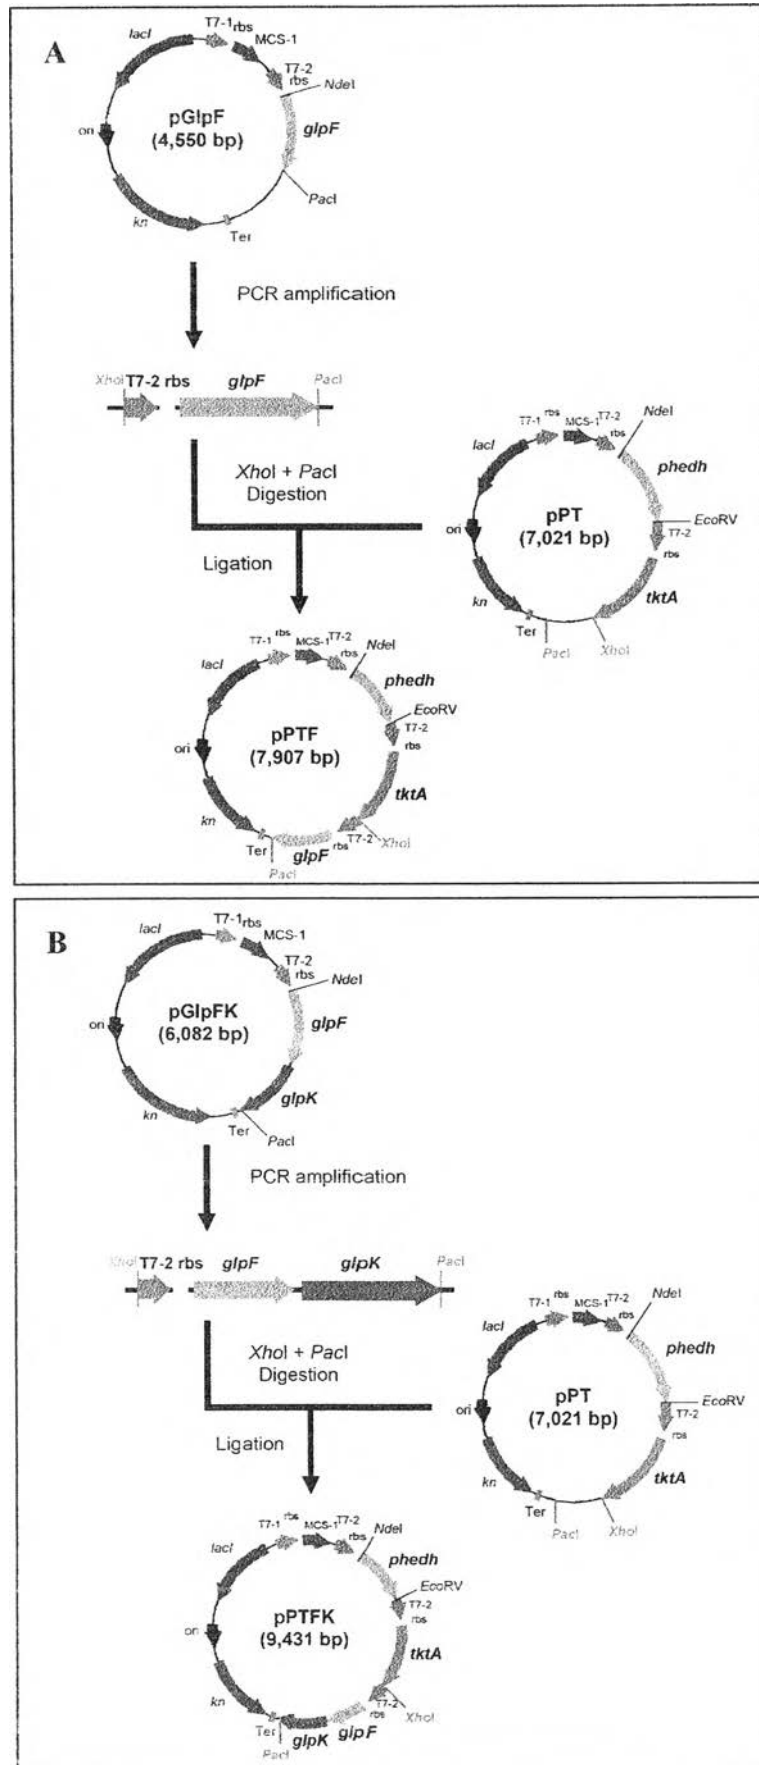 A
lacI
T7-1 rbs
MCS-1
T7-2
rbs
NdeI
ori
pGlpF
(4,550 bp)
glpF
PacI
kn
Ter
PCR amplification
XhoI T7-2 rbs glpF PacI
XhoI + PacI
Digestion
Ligation
T7-1 rbs MCS-1 T7-2 rbs
NdeI
lacI
phedh
pPT
(7,021 bp)
ori
EcoRV
T7-2
rbs
tktA
kn
Ter
PacI
XhoI
T7-1 rbs MCS-1 T7-2 rbs
NdeI
lacI
phedh
EcoRV
ori
pPTF
(7,907 bp)
T7-2
rbs
tktA
kn
Ter
PacI
glpF
rbs T7-2 XhoI
B
lacI
T7-1 rbs
MCS-1
T7-2
rbs
NdeI
ori
pGlpFK
(6,082 bp)
glpF
glpK
kn
Ter
PacI
PCR amplification
XhoI T7-2 rbs glpF glpK PacI
XhoI + PacI
Digestion
Ligation
T7-1 rbs MCS-1 T7-2 rbs
NdeI
lacI
phedh
pPT
(7,021 bp)
ori
EcoRV
T7-2
rbs
tktA
kn
Ter
PacI
XhoI
T7-1 rbs MCS-1 T7-2 rbs
NdeI
lacI
phedh
EcoRV
ori
pPTFK
(9,431 bp)
T7-2
rbs
tktA
kn
T7-2
rbs
XhoI
Ter
PacI
glpK
glpF